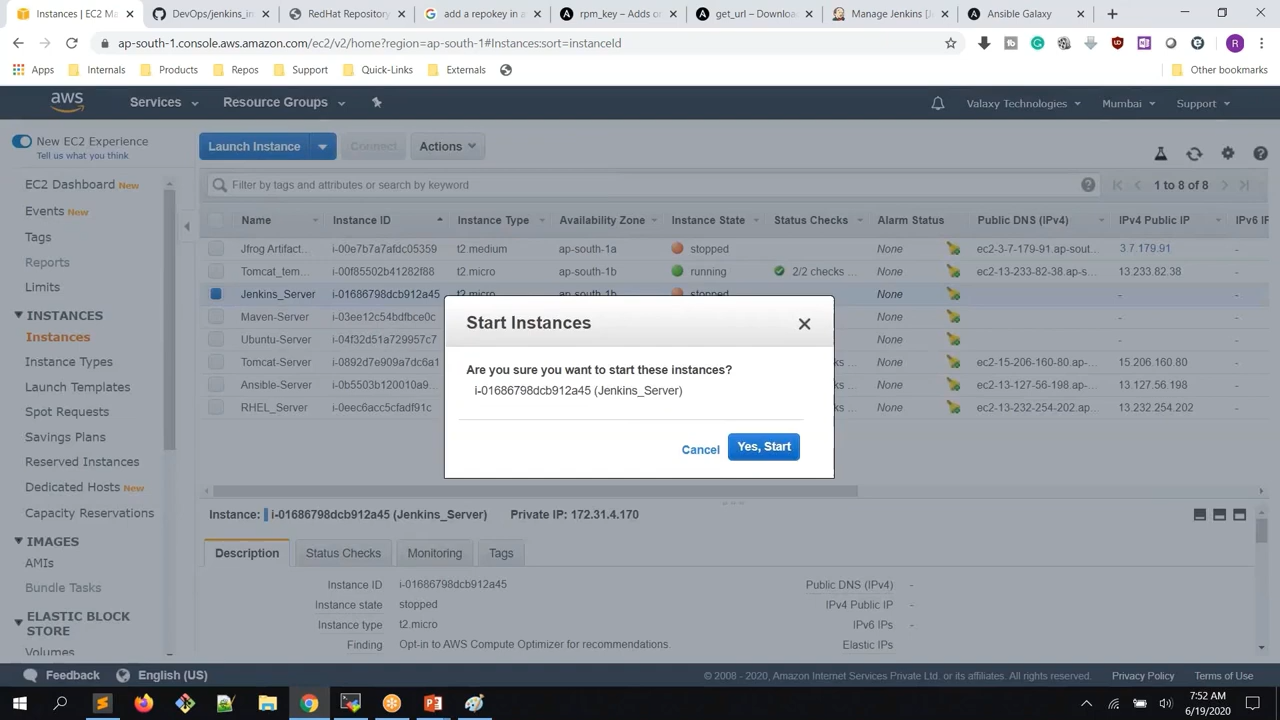 Instances | EC2 Ma
DevOps/jenkins_in
RedHat Repository
add a repokey in a
rpm_key – Adds o
get_url – Downloa
Manage Jenkins [Je
Ansible Galaxy
ap-south-1.console.aws.amazon.com/ec2/v2/home?region=ap-south-1#Instances:sort=instanceId
R
Apps
Internals
Products
Repos
Support
Quick-Links
Externals
Other bookmarks
aws
Services
Resource Groups
Valaxy Technologies
Mumbai
Support
New EC2 Experience
Tell us what you think
Launch Instance
Connect
Actions
EC2 Dashboard New
Events New
Tags
Reports
Limits
INSTANCES
Instances
Instance Types
Launch Templates
Spot Requests
Savings Plans
Reserved Instances
Dedicated Hosts New
Capacity Reservations
IMAGES
AMIs
Bundle Tasks
ELASTIC BLOCK
STORE
Volumes
Filter by tags and attributes or search by keyword
1 to 8 of 8
Name Instance ID Instance Type Availability Zone Instance State Status Checks Alarm Status Public DNS (IPv4) IPv4 Public IP IPv6 IP
Jfrog Artifact... i-00e7b7a7afdc05359 t2.medium ap-south-1a stopped None ec2-3-7-179-91.ap-sout... 3.7.179.91 -
Tomcat_tem... i-00f85502b41282f88 t2.micro ap-south-1b running 2/2 checks ... None ec2-13-233-82-38.ap-s... 13.233.82.38 -
Jenkins_Server i-01686798dcb912a45 t2.micro ap-south-1b stopped None - -
Maven-Server i-03ee12c54bdfbce0c None - -
Ubuntu-Server i-04f32d51a729957c7 None - -
Tomcat-Server i-0892d7e909a7dc6a1 checks ... None ec2-15-206-160-80.ap-... 15.206.160.80 -
Ansible-Server i-0b5503b120010a9... checks ... None ec2-13-127-56-198.ap-... 13.127.56.198 -
RHEL_Server i-0eec6acc5cfadf91c checks ... None ec2-13-232-254-202.ap... 13.232.254.202 -
Start Instances
Are you sure you want to start these instances?
i-01686798dcb912a45 (Jenkins_Server)
Cancel
Yes, Start
Instance: i-01686798dcb912a45 (Jenkins_Server) Private IP: 172.31.4.170
Description
Status Checks
Monitoring
Tags
Instance ID i-01686798dcb912a45 Public DNS (IPv4) -
Instance state stopped IPv4 Public IP -
Instance type t2.micro IPv6 IPs -
Finding Opt-in to AWS Compute Optimizer for recommendations. Elastic IPs
Feedback
English (US)
© 2008 - 2020, Amazon Internet Services Private Ltd. or its affiliates. All rights reserved.
Privacy Policy
Terms of Use
7:52 AM
6/19/2020